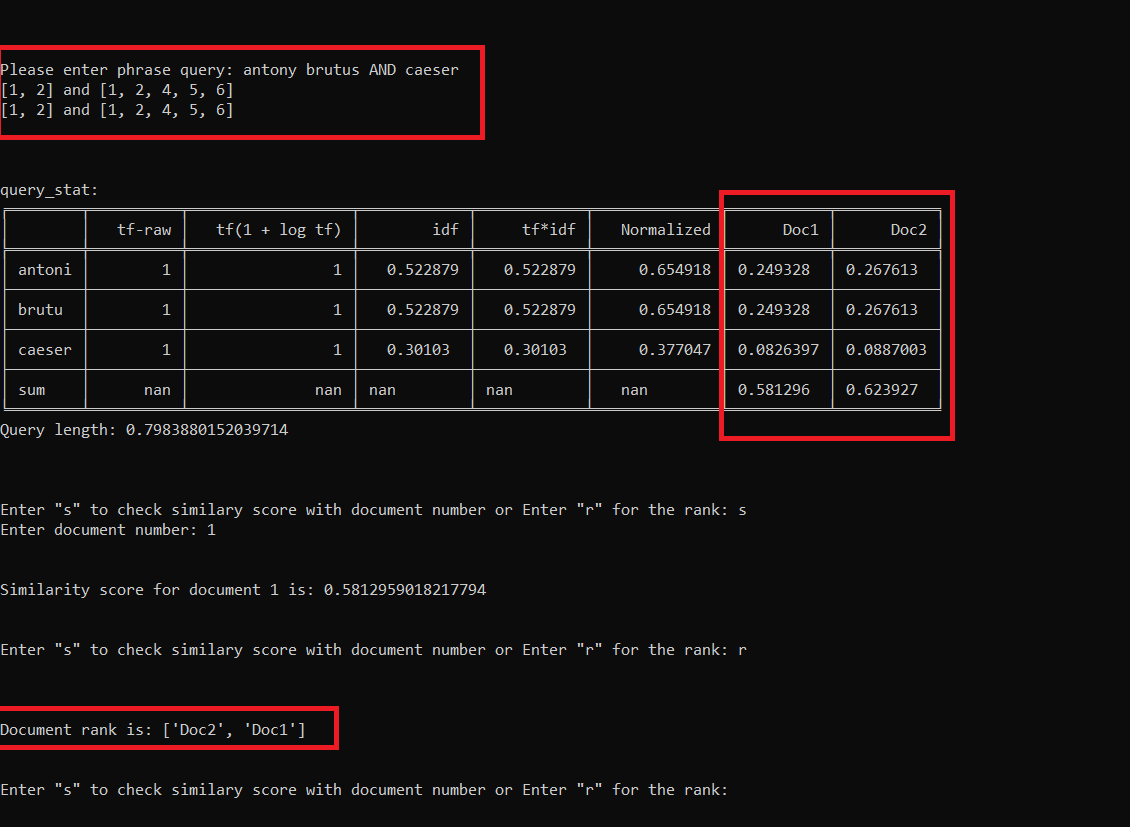 Please enter phrase query: antony brutus AND caeser
[1, 2] and [1, 2, 4, 5, 6]
[1, 2] and [1, 2, 4, 5, 6]
query_stat:
tf-raw tf(1 + log tf) idf tf*idf Normalized Doc1 Doc2
antoni 1 1 0.522879 0.522879 0.654918 0.249328 0.267613
brutu 1 1 0.522879 0.522879 0.654918 0.249328 0.267613
caeser 1 1 0.30103 0.30103 0.377047 0.0826397 0.0887003
sum nan nan nan nan nan 0.581296 0.623927
Query length: 0.7983880152039714
Enter "s" to check similary score with document number or Enter "r" for the rank: s
Enter document number: 1
Similarity score for document 1 is: 0.5812959018217794
Enter "s" to check similary score with document number or Enter "r" for the rank: r
Document rank is: ['Doc2', 'Doc1']
Enter "s" to check similary score with document number or Enter "r" for the rank: